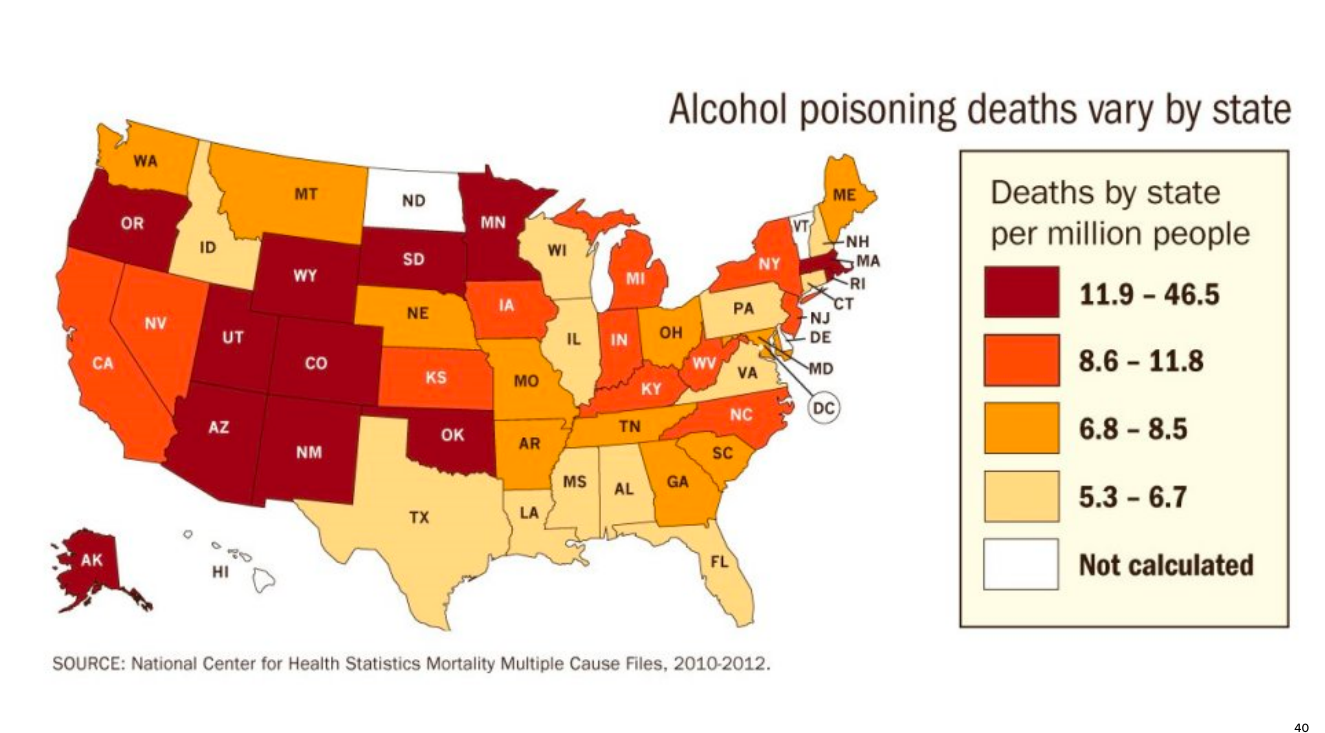 Alcohol poisoning deaths vary by state
WA
MT
ND
MN
ME
OR
ID
WY
SD
WI
MI
NY
VT
NH
MA
RI
CT
NJ
DE
MD
DC
CA
NV
UT
CO
NE
IA
IL
IN
OH
PA
WV
VA
KS
MO
KY
NC
AZ
NM
OK
AR
TN
SC
TX
LA
MS
AL
GA
FL
AK
HI
Deaths by state
per million people
11.9 – 46.5
8.6 – 11.8
6.8 – 8.5
5.3 – 6.7
Not calculated
SOURCE: National Center for Health Statistics Mortality Multiple Cause Files, 2010-2012.
40